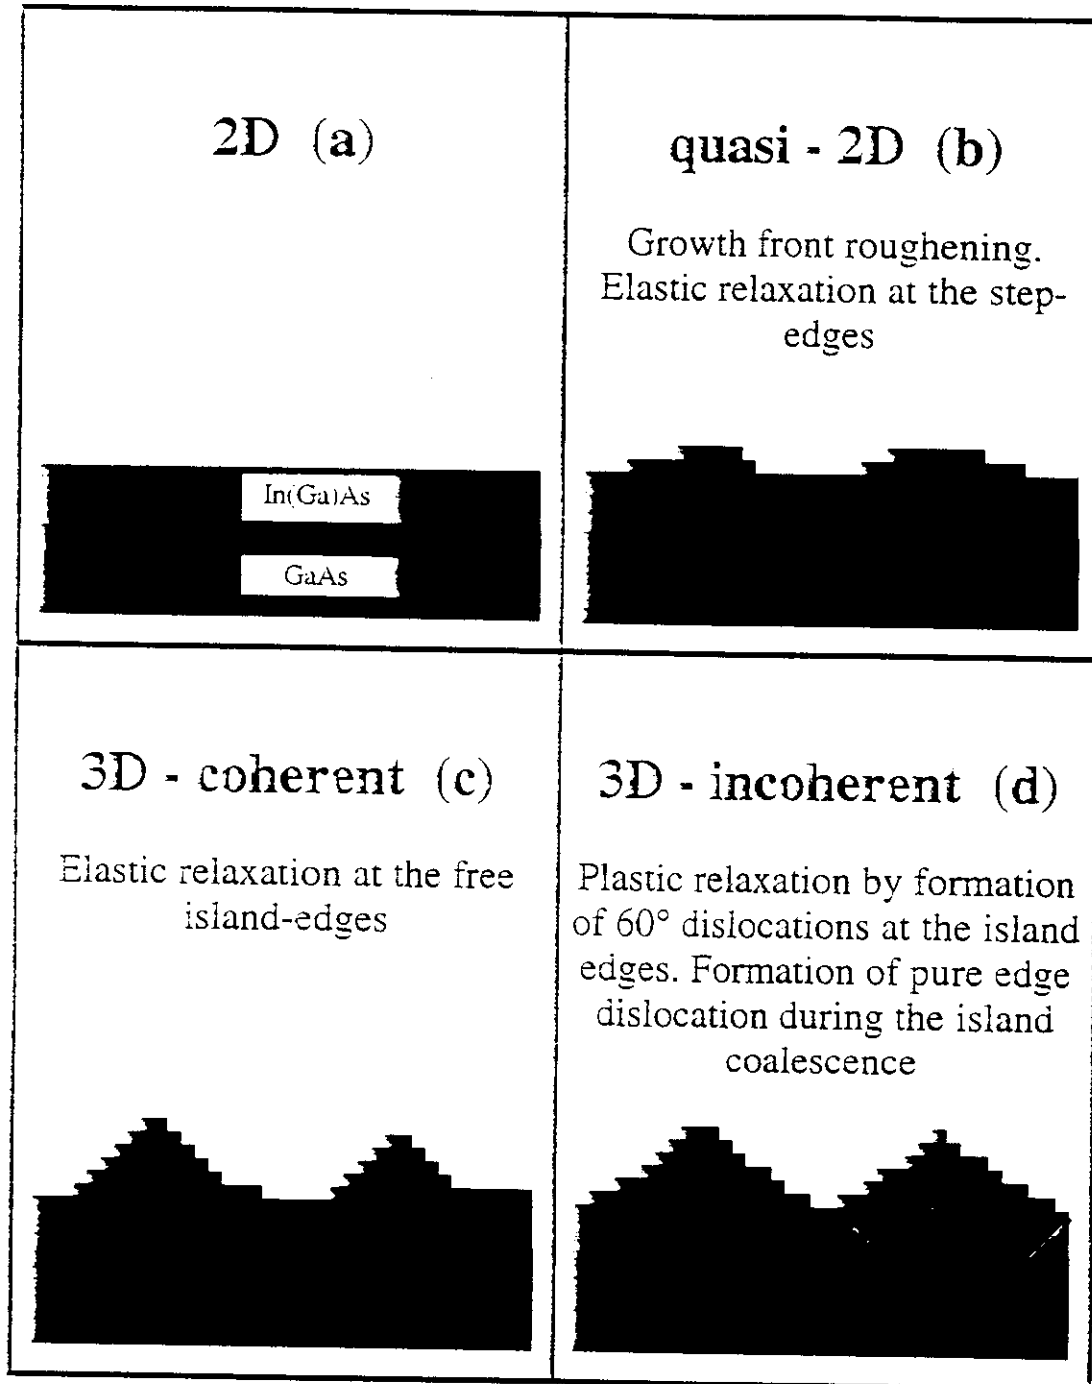 2D (a)
In(Ga)As
GaAs
quasi - 2D (b)
Growth front roughening.
Elastic relaxation at the step-
edges
3D - coherent (c)
Elastic relaxation at the free
island-edges
3D - incoherent (d)
Plastic relaxation by formation
of 60° dislocations at the island
edges. Formation of pure edge
dislocation during the island
coalescence